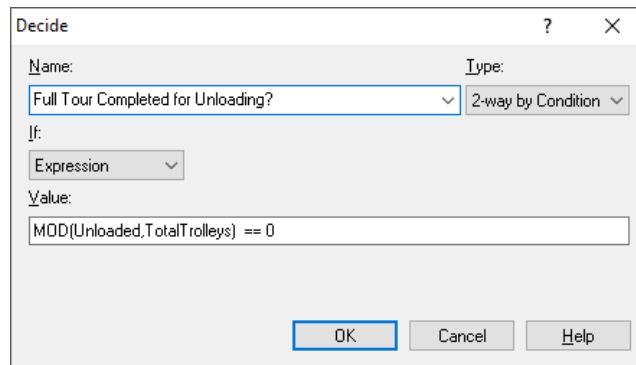 Decide ?
Name: Type:
Full Tour Completed for Unloading? 2-way by Condition
If:
Expression
Value:
MOD(Unloaded,TotalTrolleys) == 0
OK Cancel Help